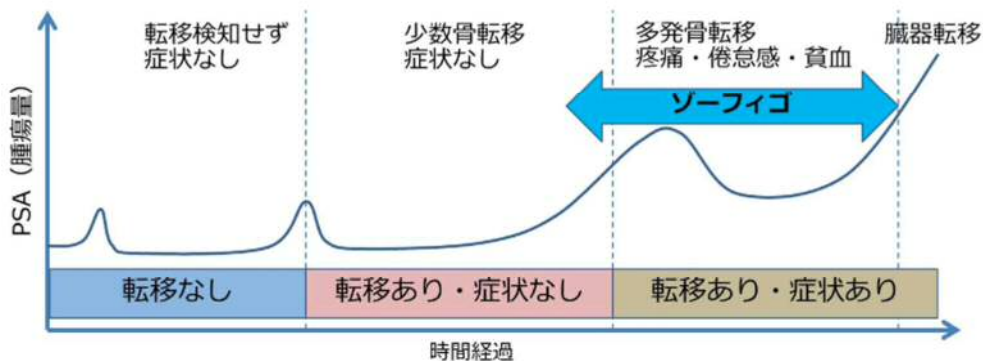 転移検知せず
症状なし
少数骨転移
症状なし
多発骨転移
疼痛・倦怠感・貧血
臓器転移
ゾーフィゴ
PSA（腫瘍量）
転移なし
転移あり・症状なし
転移あり・症状あり
時間経過